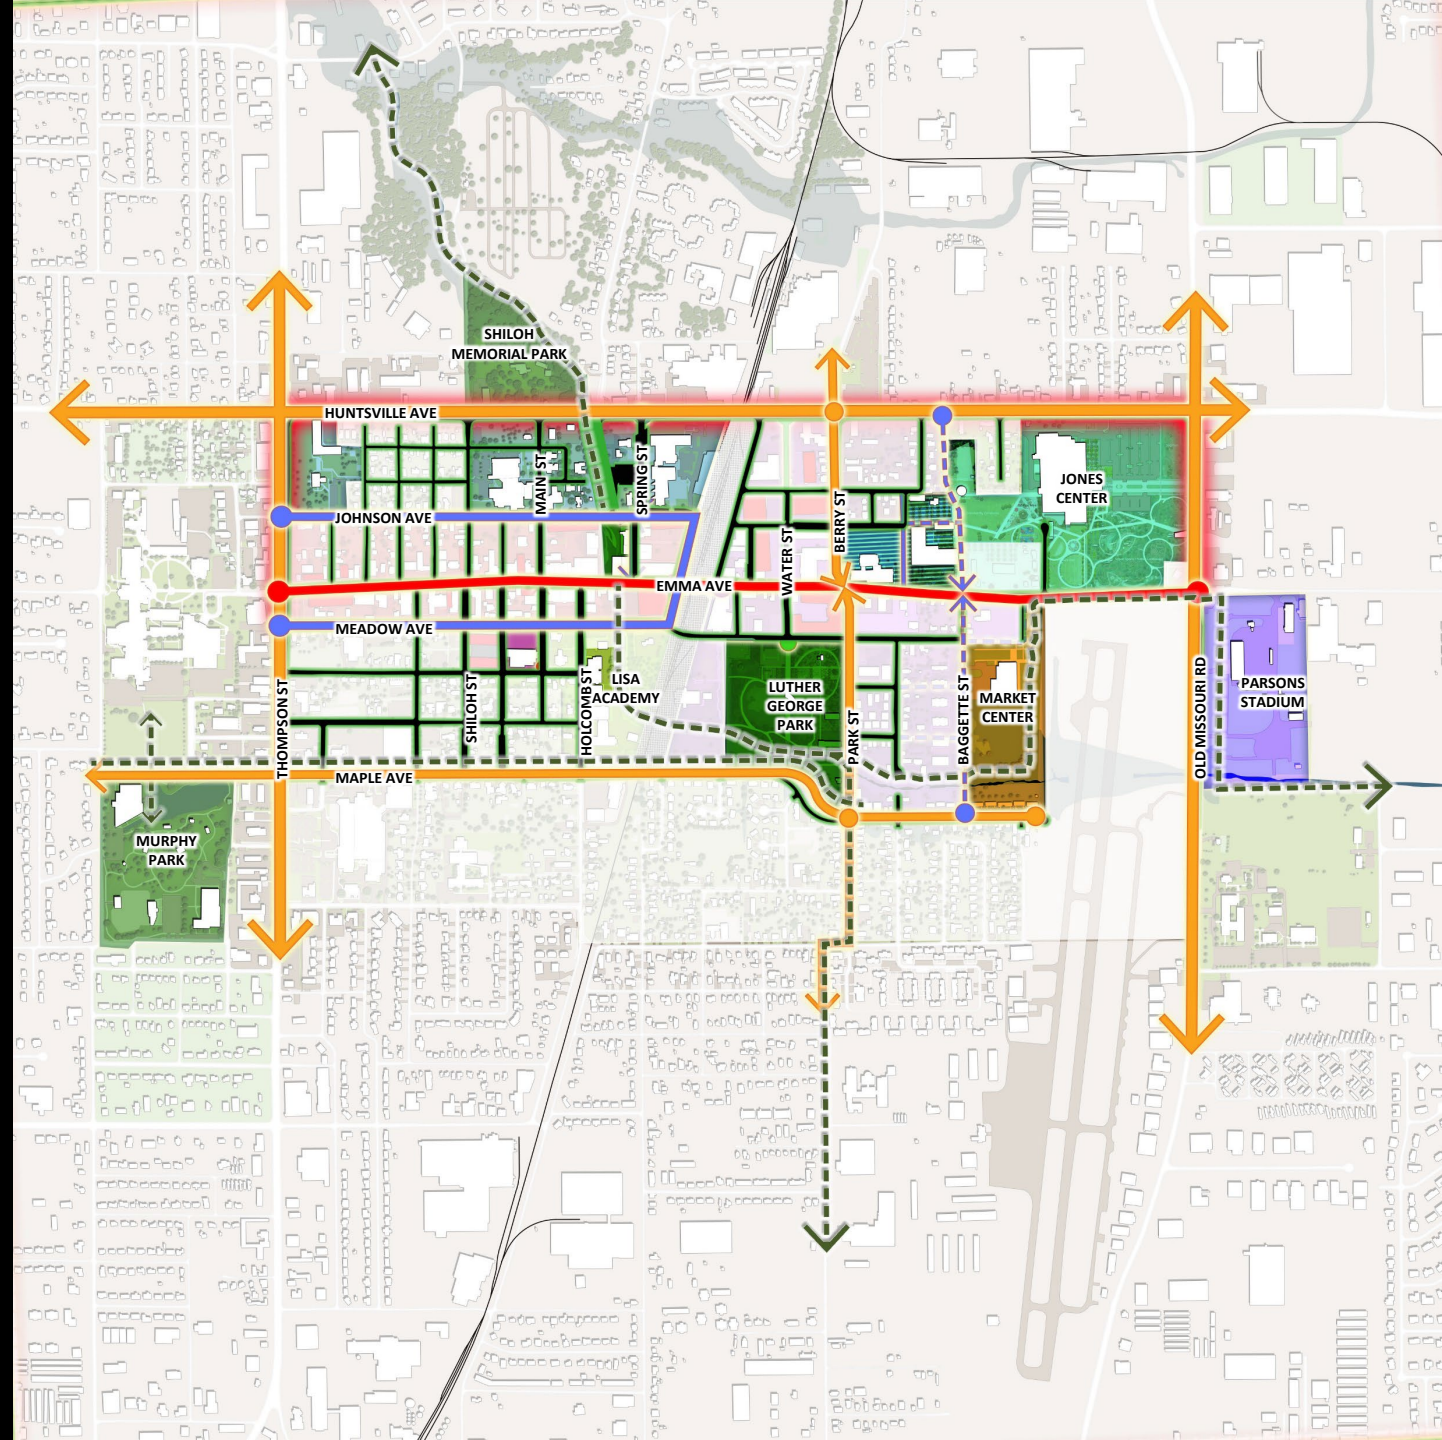 SHILOH
MEMORIAL PARK
HUNTSVILLE AVE
MAIN ST
SPRING ST
JONES
CENTER
BERRY ST
JOHNSON AVE
WATER ST
EMMA AVE
MEADOW AVE
THOMPSON ST
SHILOH ST
HOLCOMB ST
LISA
ACADEMY
LUTHER
GEORGE
PARK
PARK ST
BAGGETTE ST
MARKET
CENTER
OLD MISSOURI RD
PARSONS
STADIUM
MAPLE AVE
MURPHY
PARK